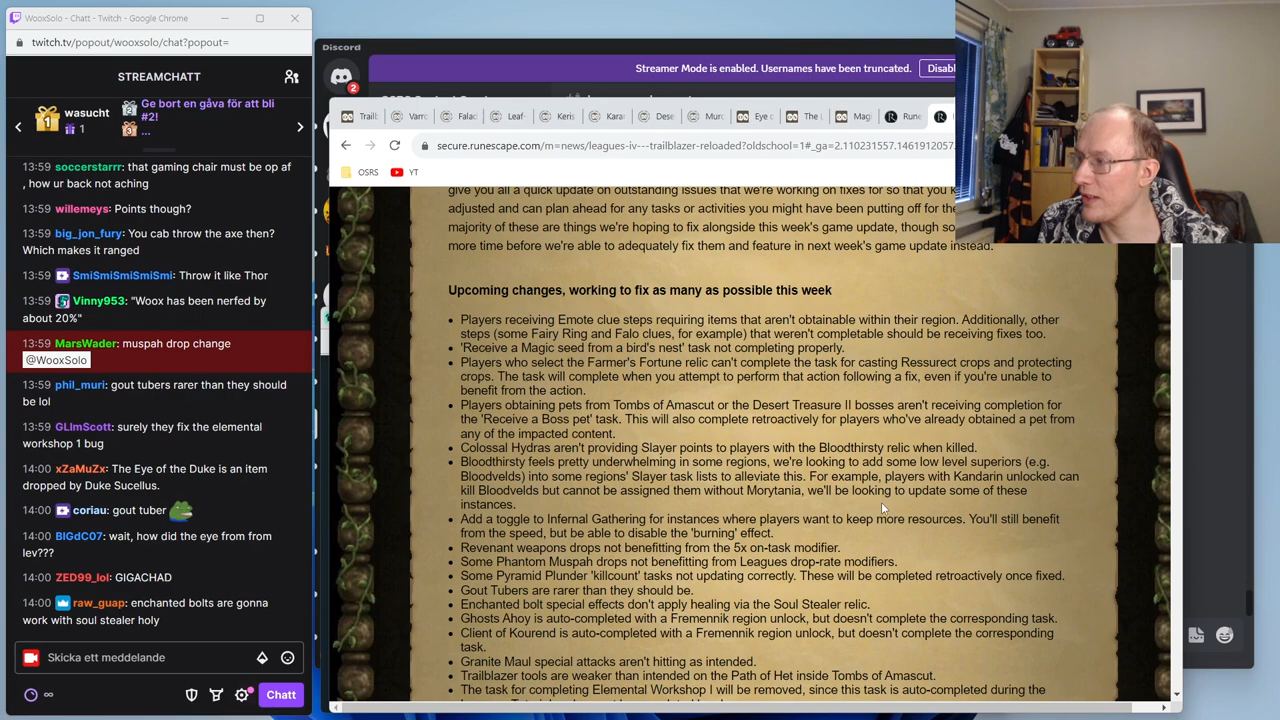 WooxSolo - Chatt - Twitch - Google Chrome
twitch.tv/popout/wooxsolo/chat?popout=
STREAMCHATT
wasucht
1
Ge bort en gåva för att bli
#2!
...
13:59 soccerstarrr: that gaming chair must be op af
, how ur back not aching
13:59 willemeys: Points though?
13:59 big_jon_fury: You cab throw the axe then?
Which makes it ranged
13:59 SmiSmiSmiSmiSmi: Throw it like Thor
13:59 Vinny953: "Woox has been nerfed by
about 20%"
13:59 MarsWader: muspah drop change
@WooxSolo
13:59 phil_muri: gout tubers rarer than they should
be lol
13:59 GLImScott: surely they fix the elemental
workshop 1 bug
14:00 xZaMuZx: The Eye of the Duke is an item
dropped by Duke Sucellus.
14:00 coriau: gout tuber
14:00 BIGdC07: wait, how did the eye from from
lev???
14:00 ZED99_lol: GIGACHAD
14:00 raw_guap: enchanted bolts are gonna
work with soul stealer holy
Skicka ett meddelande
Chatt
Discord
2
Streamer Mode is enabled. Usernames have been truncated.
Disabl
Trailb
Varro
Falad
Leaf-
Keris
Karar
Dese
Murd
Eye o
The L
Magi
Rune
secure.runescape.com/m=news/leagues-iv---trailblazer-reloaded?oldschool=1#_ga=2.110231557.1461912057
OSRS
YT
give you all a quick update on outstanding issues that we're working on fixes for so that you k
adjusted and can plan ahead for any tasks or activities you might have been putting off for the
majority of these are things we're hoping to fix alongside this week's game update, though so
more time before we're able to adequately fix them and feature in next week's game update instead.
Upcoming changes, working to fix as many as possible this week
• Players receiving Emote clue steps requiring items that aren't obtainable within their region. Additionally, other
steps (some Fairy Ring and Falo clues, for example) that weren't completable should be receiving fixes too.
• 'Receive a Magic seed from a bird's nest' task not completing properly.
• Players who select the Farmer's Fortune relic can't complete the task for casting Ressurect crops and protecting
crops. The task will complete when you attempt to perform that action following a fix, even if you're unable to
benefit from the action.
• Players obtaining pets from Tombs of Amascut or the Desert Treasure II bosses aren't receiving completion for
the 'Receive a Boss pet' task. This will also complete retroactively for players who've already obtained a pet from
any of the impacted content.
• Colossal Hydras aren't providing Slayer points to players with the Bloodthirsty relic when killed.
• Bloodthirsty feels pretty underwhelming in some regions, we're looking to add some low level superiors (e.g.
Bloodvelds) into some regions' Slayer task lists to alleviate this. For example, players with Kandarin unlocked can
kill Bloodvelds but cannot be assigned them without Morytania, we'll be looking to update some of these
instances.
• Add a toggle to Infernal Gathering for instances where players want to keep more resources. You'll still benefit
from the speed, but be able to disable the 'burning' effect.
• Revenant weapons drops not benefitting from the 5x on-task modifier.
• Some Phantom Muspah drops not benefitting from Leagues drop-rate modifiers.
• Some Pyramid Plunder 'killcount' tasks not updating correctly. These will be completed retroactively once fixed.
• Gout Tubers are rarer than they should be.
• Enchanted bolt special effects don't apply healing via the Soul Stealer relic.
• Ghosts Ahoy is auto-completed with a Fremennik region unlock, but doesn't complete the corresponding task.
• Client of Kourend is auto-completed with a Fremennik region unlock, but doesn't complete the corresponding
task.
• Granite Maul special attacks aren't hitting as intended.
• Trailblazer tools are weaker than intended on the Path of Het inside Tombs of Amascut.
• The task for completing Elemental Workshop I will be removed, since this task is auto-completed during the